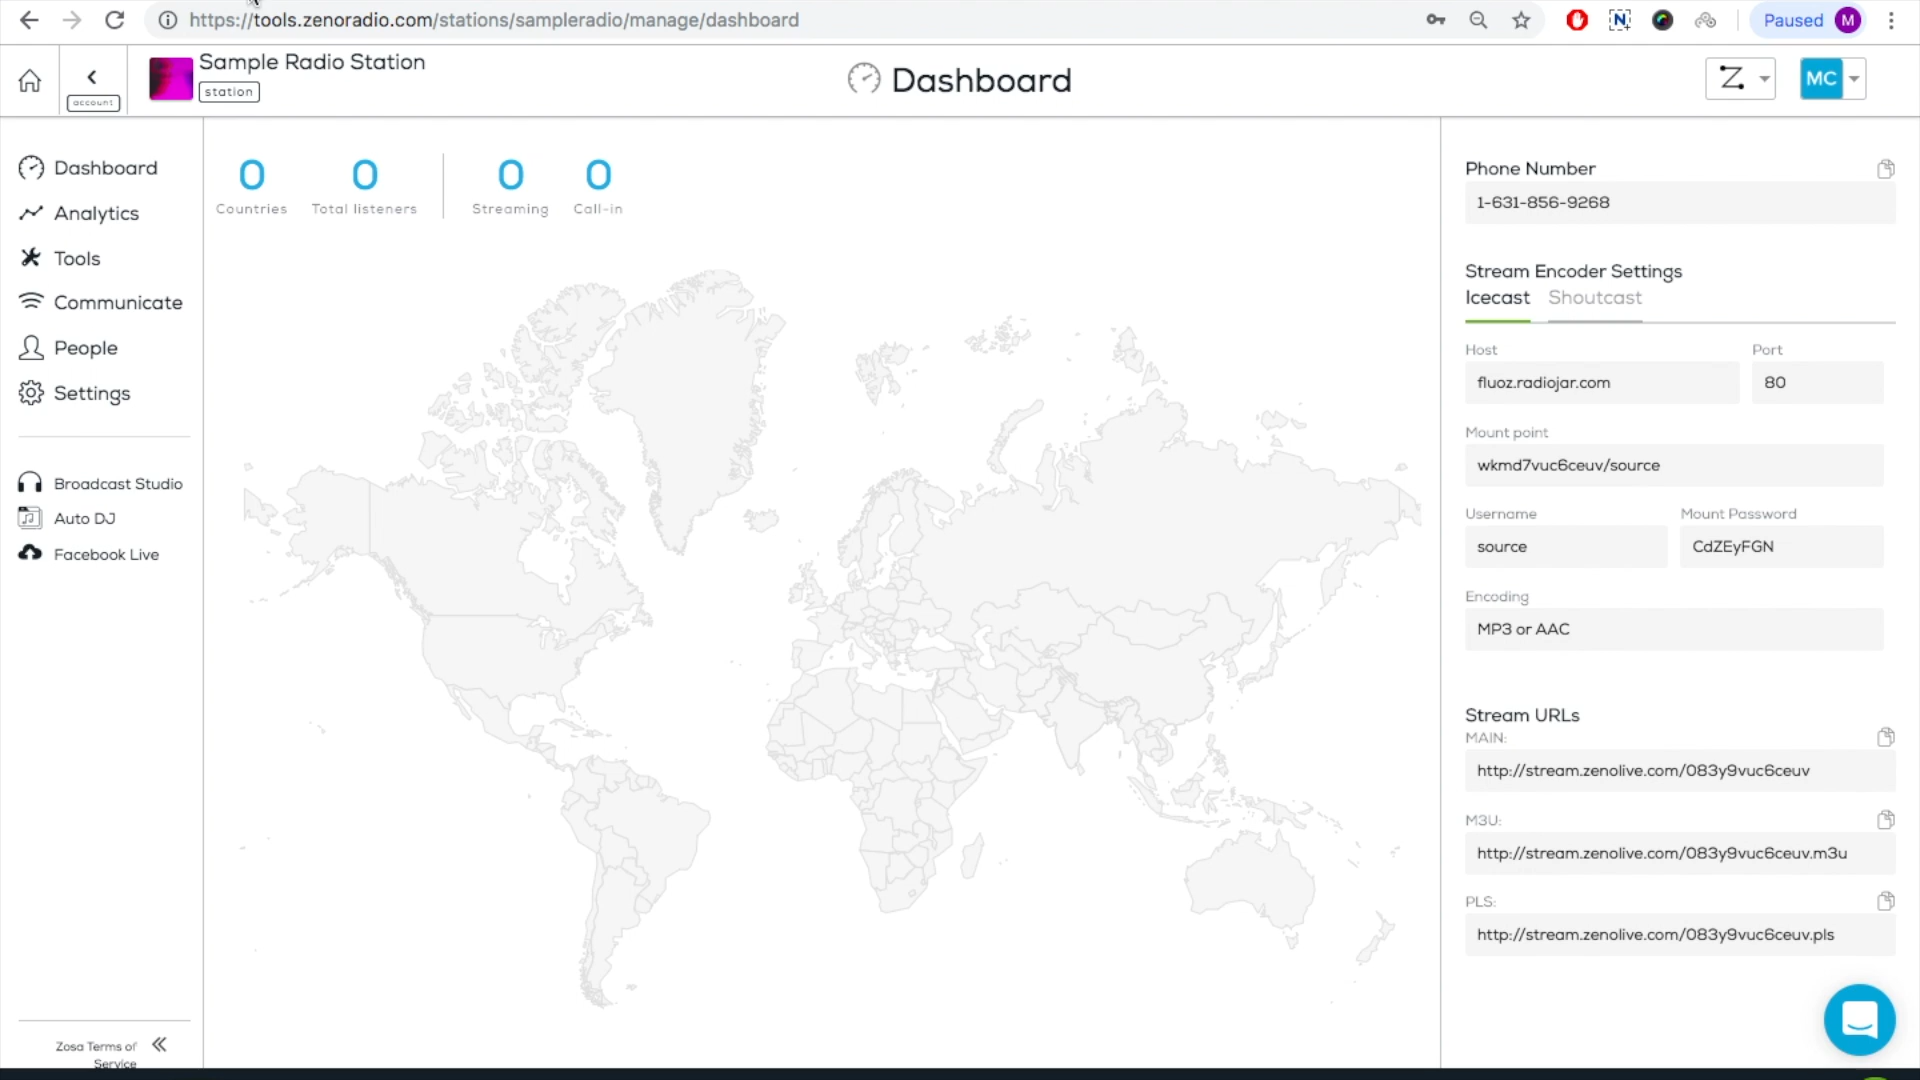 https://tools.zenoradio.com/stations/sampleradio/manage/dashboard
Paused
M
account
Sample Radio Station
station
Dashboard
MC
Dashboard
Analytics
Tools
Communicate
People
Settings
Broadcast Studio
Auto DJ
Facebook Live
Zosa Terms of
Service
0
Countries
0
Total listeners
0
Streaming
0
Call-in
Phone Number
1-631-856-9268
Stream Encoder Settings
Icecast Shoutcast
Host Port
fluoz.radiojar.com 80
Mount point
wkmd7vuc6ceuv/source
Username Mount Password
source CdZEyFGN
Encoding
MP3 or AAC
Stream URLs
MAIN:
http://stream.zenolive.com/083y9vuc6ceuv
M3U:
http://stream.zenolive.com/083y9vuc6ceuv.m3u
PLS:
http://stream.zenolive.com/083y9vuc6ceuv.pls